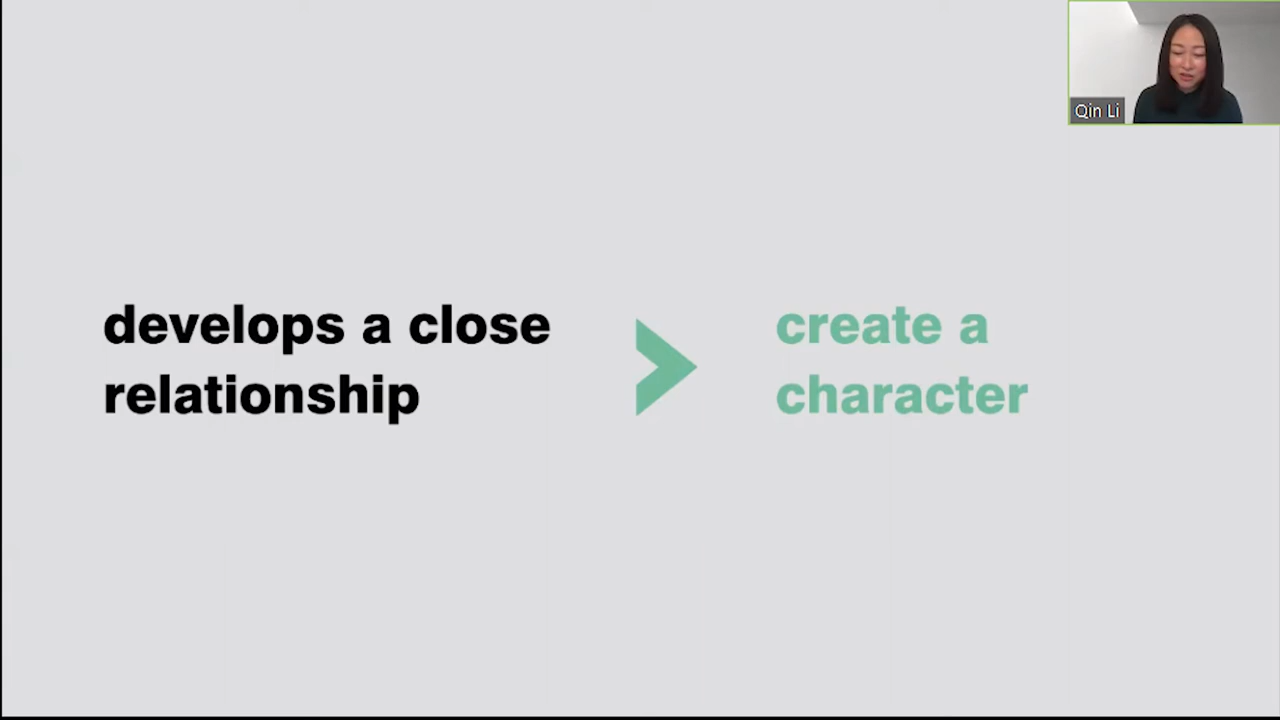 Qin Li
develops a close
relationship
create a
character